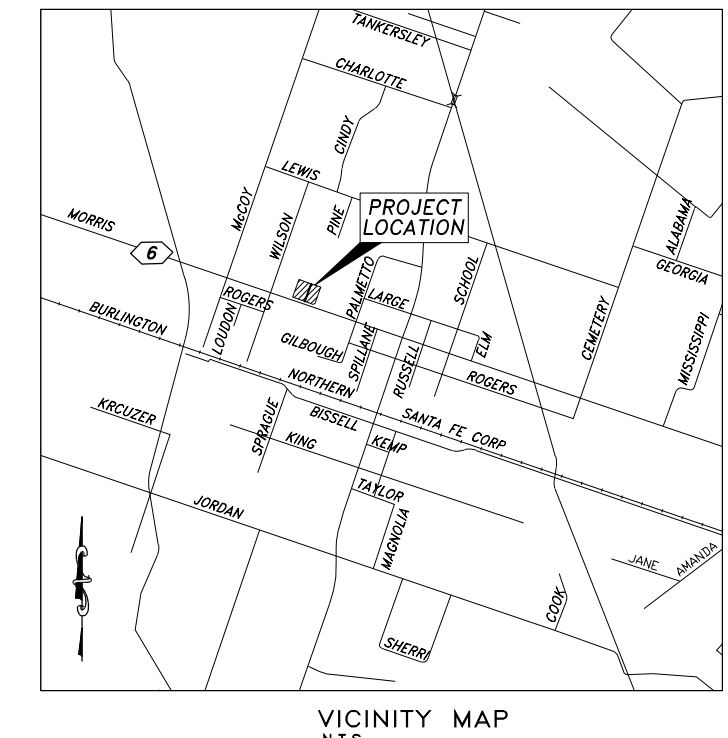 TANKERSLEY
CHARLOTTE
CINDY
LEWIS
McCOY
WILSON
PINE
PROJECT
LOCATION
MORRIS
6
ALABAMA
GEORGIA
SCHOOL
PALMETTO
LARGE
ROGERS
LOUDON
BURLINGTON
CEMETERY
MISSISSIPPI
GILBOUGH
SPILLANE
RUSSELL
ELM
ROGERS
NORTHERN
BISSELL
SANTA FE CORP
KRCUZER
SPRAGUE
KING
KEMP
TAYLOR
JORDAN
MAGNOLIA
JANE
AMANDA
COOK
SHERRI
VICINITY MAP
N.T.S.